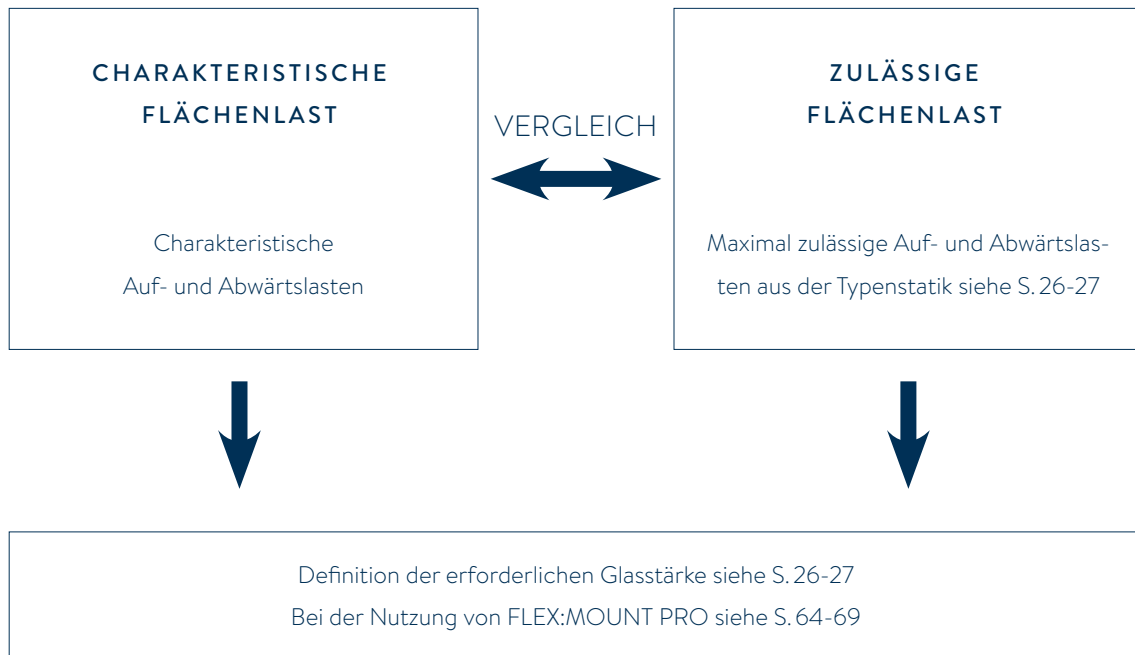 CHARAKTERISTISCHE
FLÄCHENLAST
Charakteristische
Auf- und Abwärtslasten
VERGLEICH
ZULÄSSIGE
FLÄCHENLAST
Maximal zulässige Auf- und Abwärtslas-
ten aus der Typenstatik siehe S. 26-27
Definition der erforderlichen Glasstärke siehe S. 26-27
Bei der Nutzung von FLEX:MOUNT PRO siehe S. 64-69